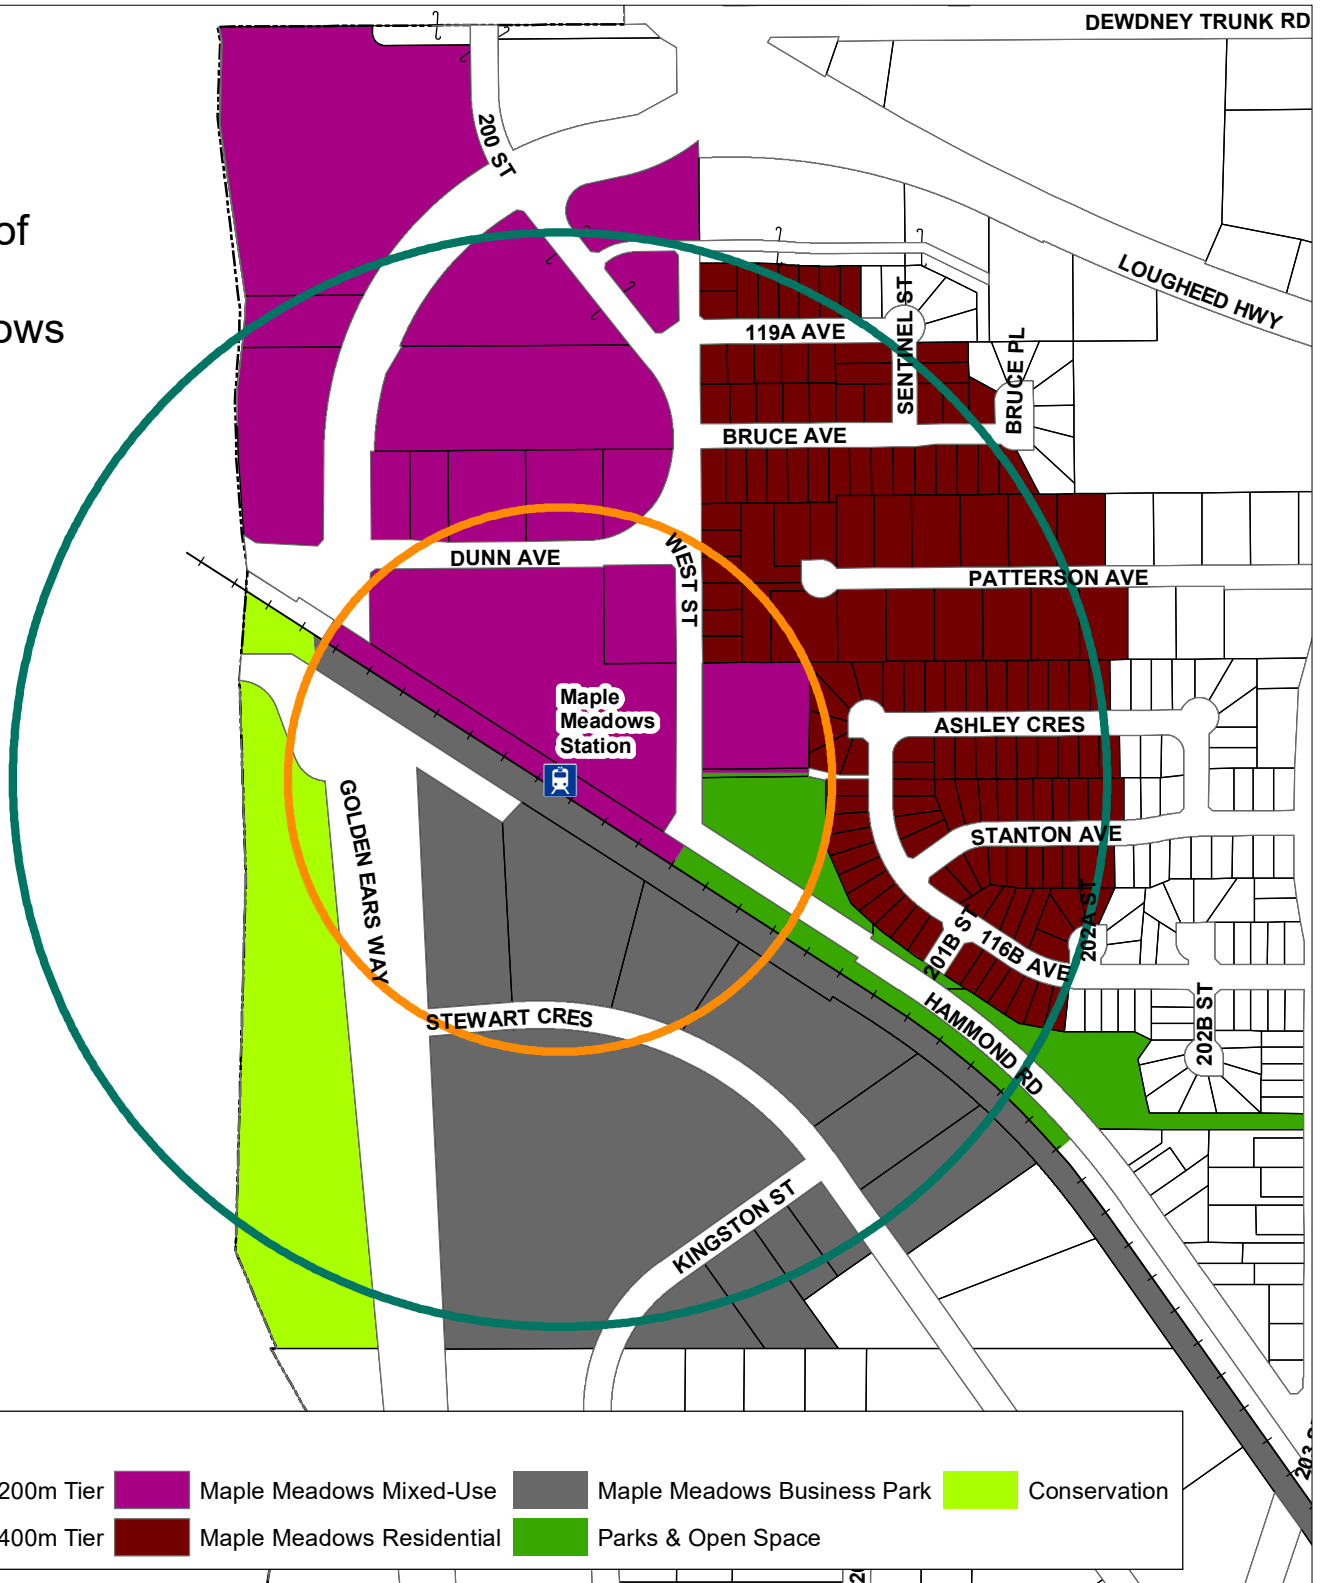 DEWDNEY TRUNK RD
200 ST
of
LOUGHEED HWY
ows
SENTINEL ST
119A AVE
BRUCE PL
BRUCE AVE
DUNN AVE
WEST ST
PATTERSON AVE
Maple
Meadows
Station
ASHLEY CRES
GOLDEN EARS WAY
STANTON AVE
202A ST
201B ST
116B AVE
STEWART CRES
HAMMOND RD
202B ST
KINGSTON ST
203
200m Tier
Maple Meadows Mixed-Use
Maple Meadows Business Park
Conservation
400m Tier
Maple Meadows Residential
Parks & Open Space